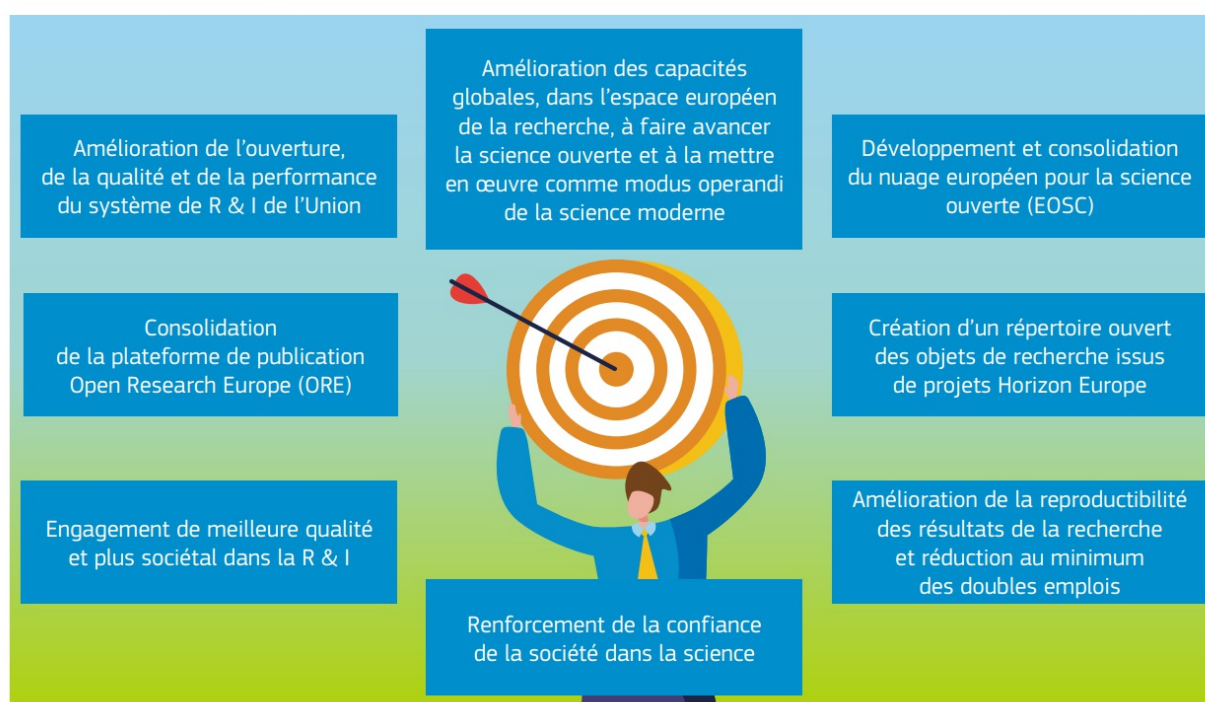 Amélioration de l’ouverture,
de la qualité et de la performance
du système de R & I de l’Union
Amélioration des capacités
globales, dans l’espace européen
de la recherche, à faire avancer
la science ouverte et à la mettre
en œuvre comme modus operandi
de la science moderne
Développement et consolidation
du nuage européen pour la science
ouverte (EOSC)
Consolidation
de la plateforme de publication
Open Research Europe (ORE)
Création d’un répertoire ouvert
des objets de recherche issus
de projets Horizon Europe
Engagement de meilleure qualité
et plus sociétal dans la R & I
Renforcement de la confiance
de la société dans la science
Amélioration de la reproductibilité
des résultats de la recherche
et réduction au minimum
des doubles emplois